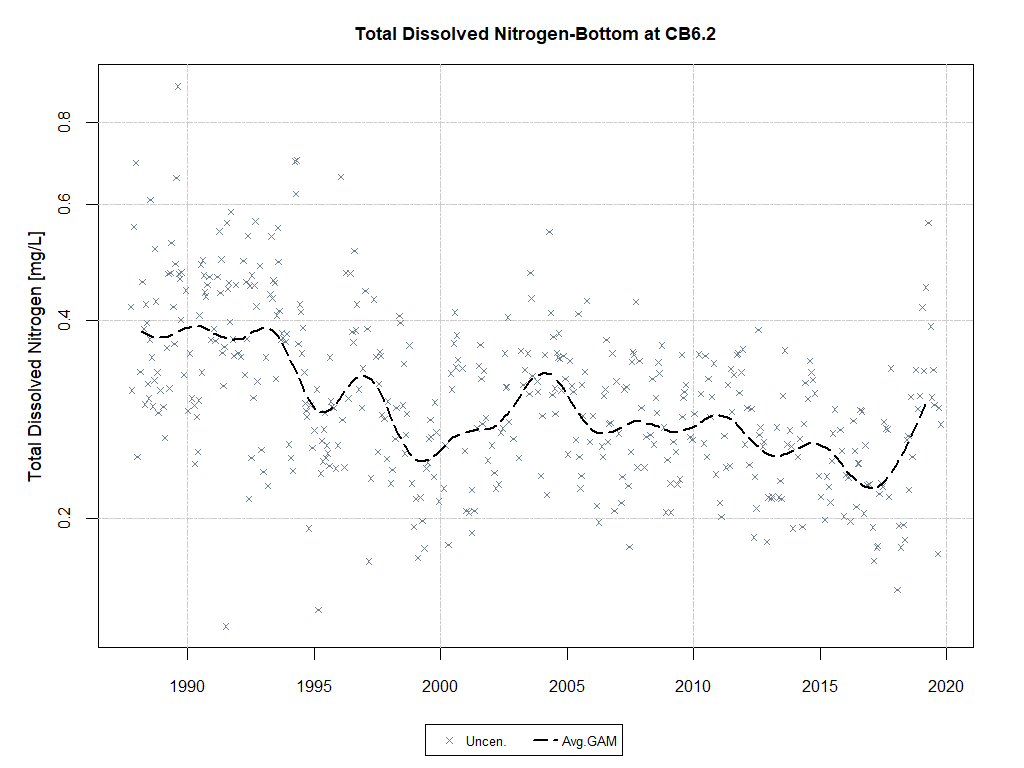 Total Dissolved Nitrogen-Bottom at CB6.2
Total Dissolved Nitrogen [mg/L]
0.8
0.6
0.4
0.2
1990 1995 2000 2005 2010 2015 2020
Uncen. Avg.GAM